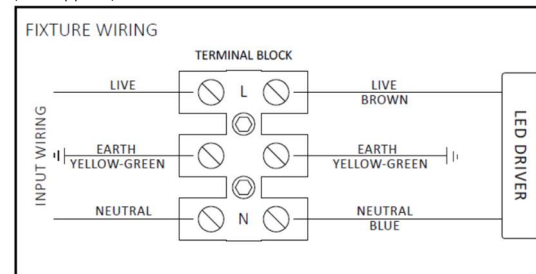 FIXTURE WIRING
TERMINAL BLOCK
INPUT WIRING
LIVE
L
LIVE
BROWN
EARTH
YELLOW-GREEN
EARTH
YELLOW-GREEN
NEUTRAL
N
NEUTRAL
BLUE
LED DRIVER